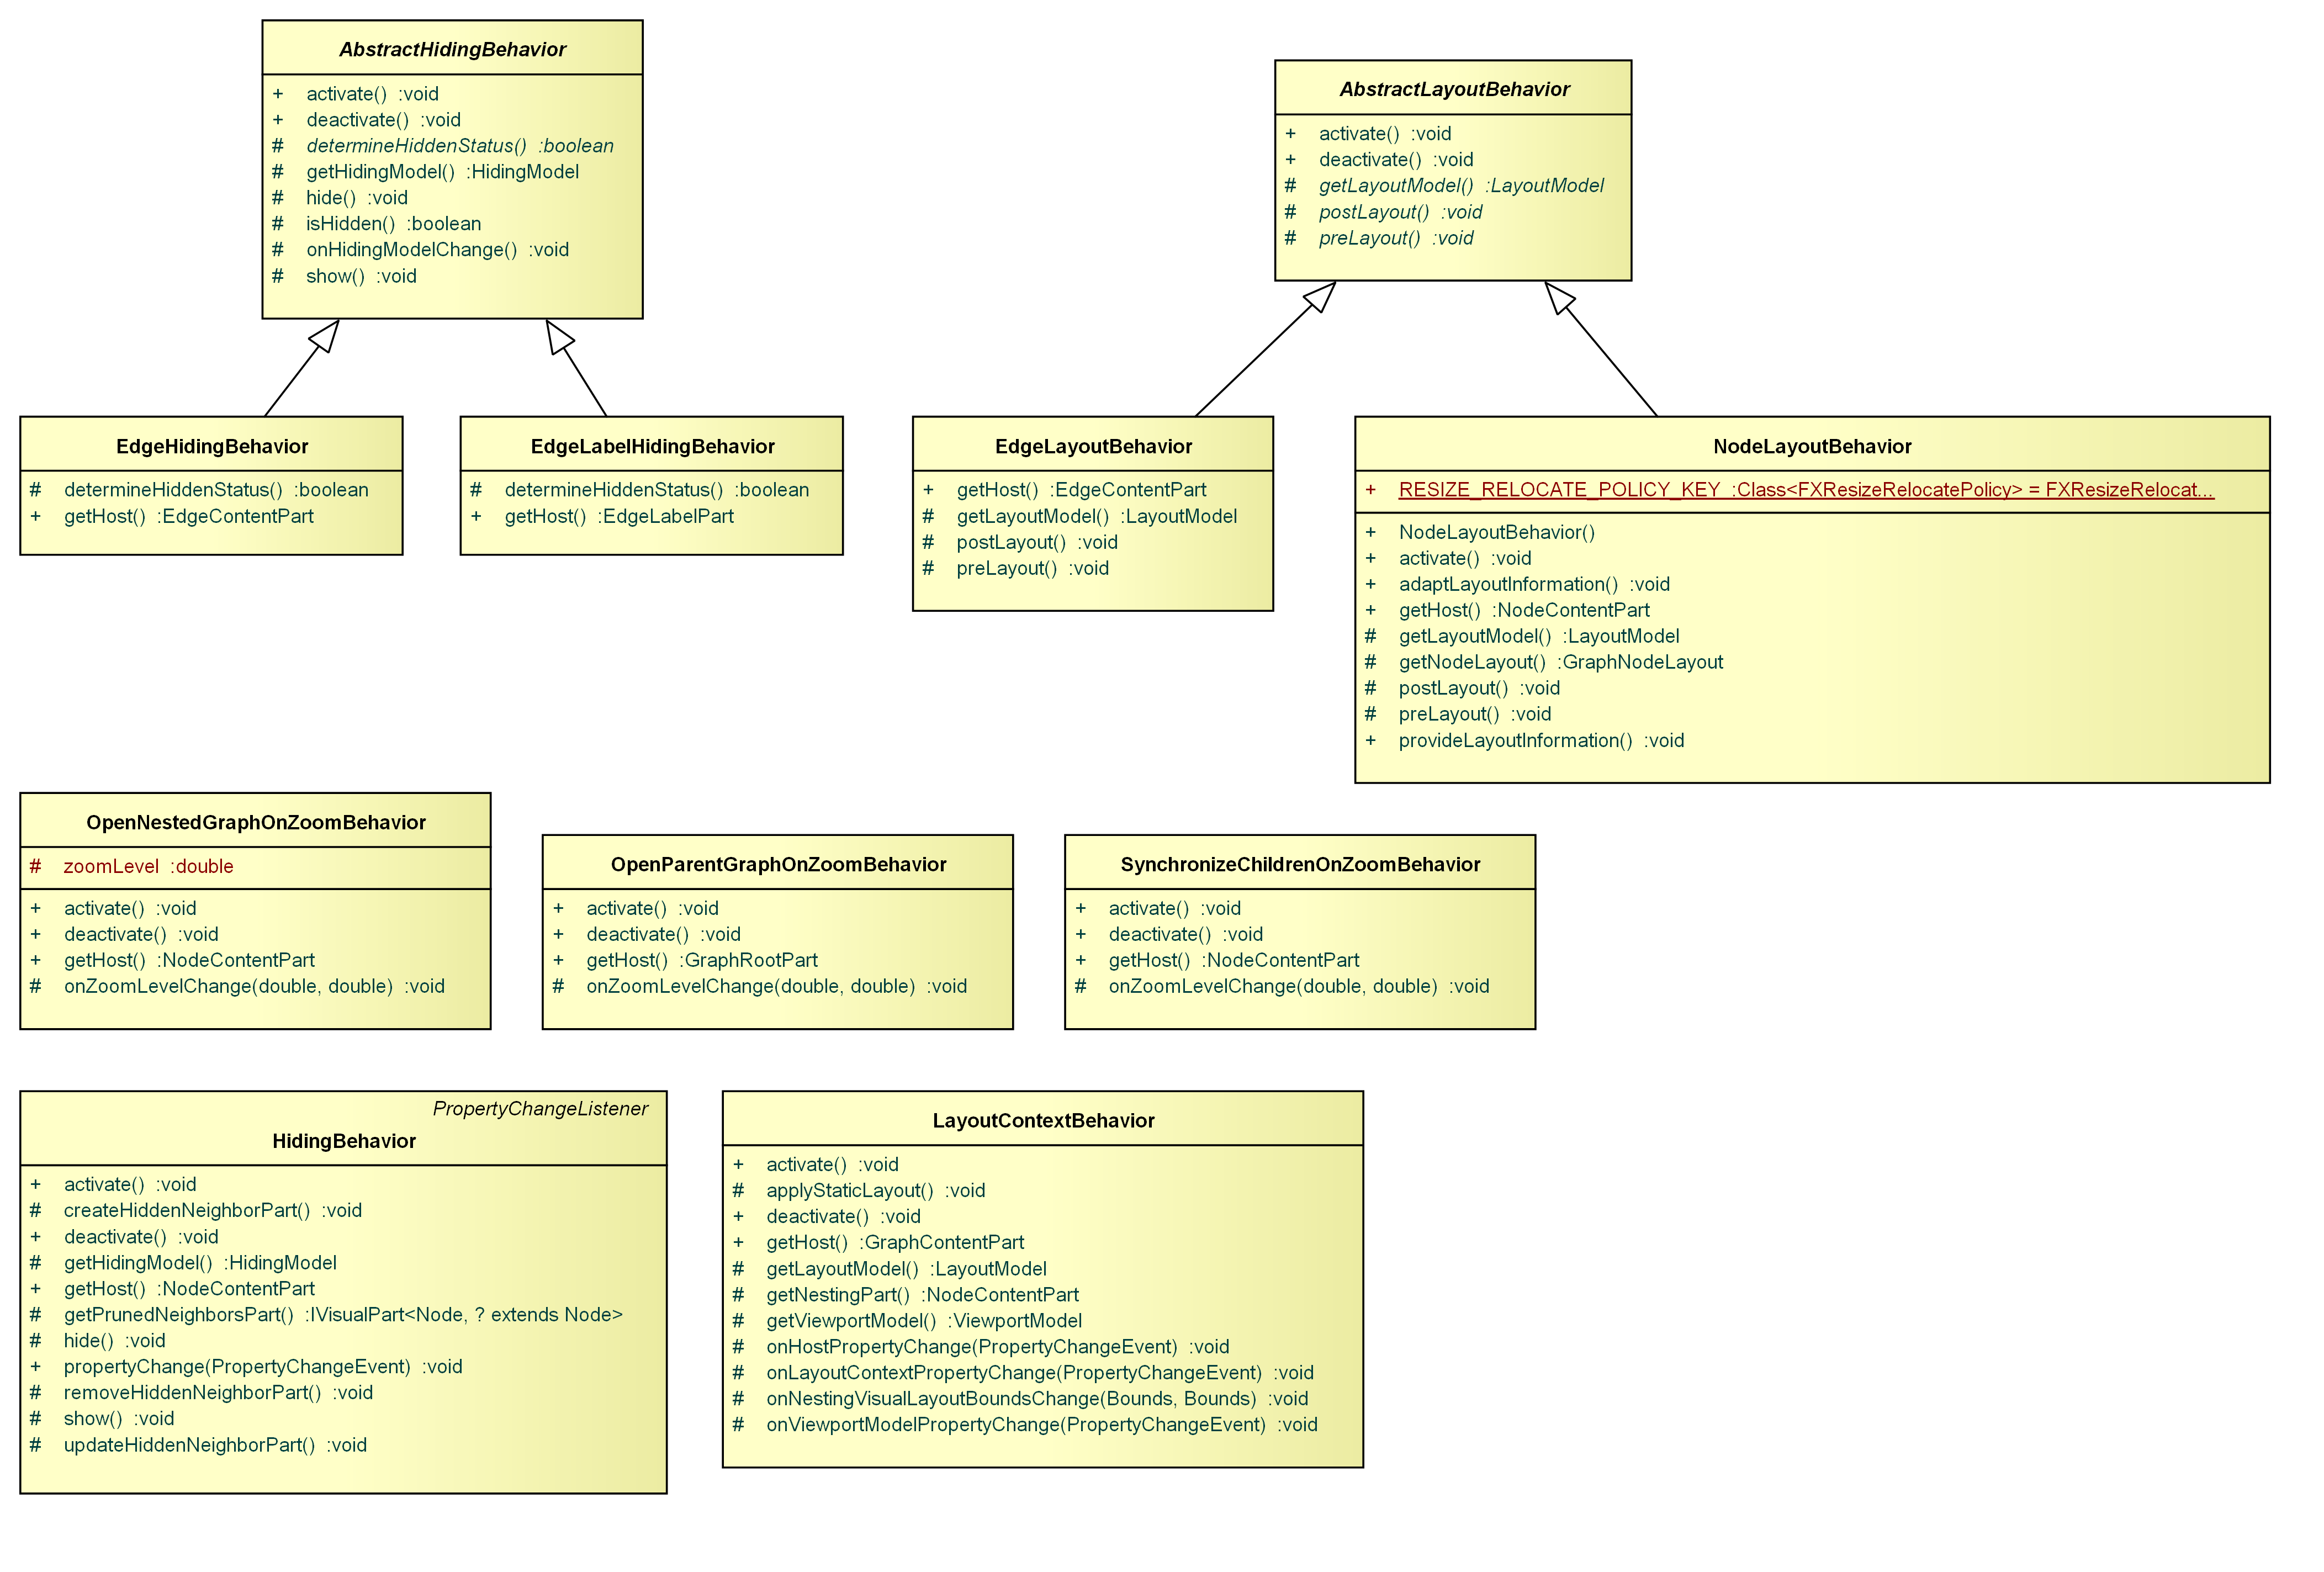 AbstractHidingBehavior
+ activate() :void
+ deactivate() :void
# determineHiddenStatus() :boolean
# getHidingModel() :HidingModel
# hide() :void
# isHidden() :boolean
# onHidingModelChange() :void
# show() :void
AbstractLayoutBehavior
+ activate() :void
+ deactivate() :void
# getLayoutModel() :LayoutModel
# postLayout() :void
# preLayout() :void
EdgeHidingBehavior
# determineHiddenStatus() :boolean
+ getHost() :EdgeContentPart
EdgeLabelHidingBehavior
# determineHiddenStatus() :boolean
+ getHost() :EdgeLabelPart
EdgeLayoutBehavior
+ getHost() :EdgeContentPart
# getLayoutModel() :LayoutModel
# postLayout() :void
# preLayout() :void
NodeLayoutBehavior
+ RESIZE_RELOCATE_POLICY_KEY :Class<FXResizeRelocatePolicy> = FXResizeRelocat...
+ NodeLayoutBehavior()
+ activate() :void
+ adaptLayoutInformation() :void
+ getHost() :NodeContentPart
# getLayoutModel() :LayoutModel
# getNodeLayout() :GraphNodeLayout
# postLayout() :void
# preLayout() :void
+ provideLayoutInformation() :void
OpenNestedGraphOnZoomBehavior
# zoomLevel :double
+ activate() :void
+ deactivate() :void
+ getHost() :NodeContentPart
# onZoomLevelChange(double, double) :void
OpenParentGraphOnZoomBehavior
+ activate() :void
+ deactivate() :void
+ getHost() :GraphRootPart
# onZoomLevelChange(double, double) :void
SynchronizeChildrenOnZoomBehavior
+ activate() :void
+ deactivate() :void
+ getHost() :NodeContentPart
# onZoomLevelChange(double, double) :void
PropertyChangeListener
HidingBehavior
+ activate() :void
# createHiddenNeighborPart() :void
+ deactivate() :void
# getHidingModel() :HidingModel
+ getHost() :NodeContentPart
# getPrunedNeighborsPart() :IVisualPart<Node, ? extends Node>
# hide() :void
+ propertyChange(PropertyChangeEvent) :void
# removeHiddenNeighborPart() :void
# show() :void
# updateHiddenNeighborPart() :void
LayoutContextBehavior
+ activate() :void
# applyStaticLayout() :void
+ deactivate() :void
+ getHost() :GraphContentPart
# getLayoutModel() :LayoutModel
# getNestingPart() :NodeContentPart
# getViewportModel() :ViewportModel
# onHostPropertyChange(PropertyChangeEvent) :void
# onLayoutContextPropertyChange(PropertyChangeEvent) :void
# onNestingVisualLayoutBoundsChange(Bounds, Bounds) :void
# onViewportModelPropertyChange(PropertyChangeEvent) :void